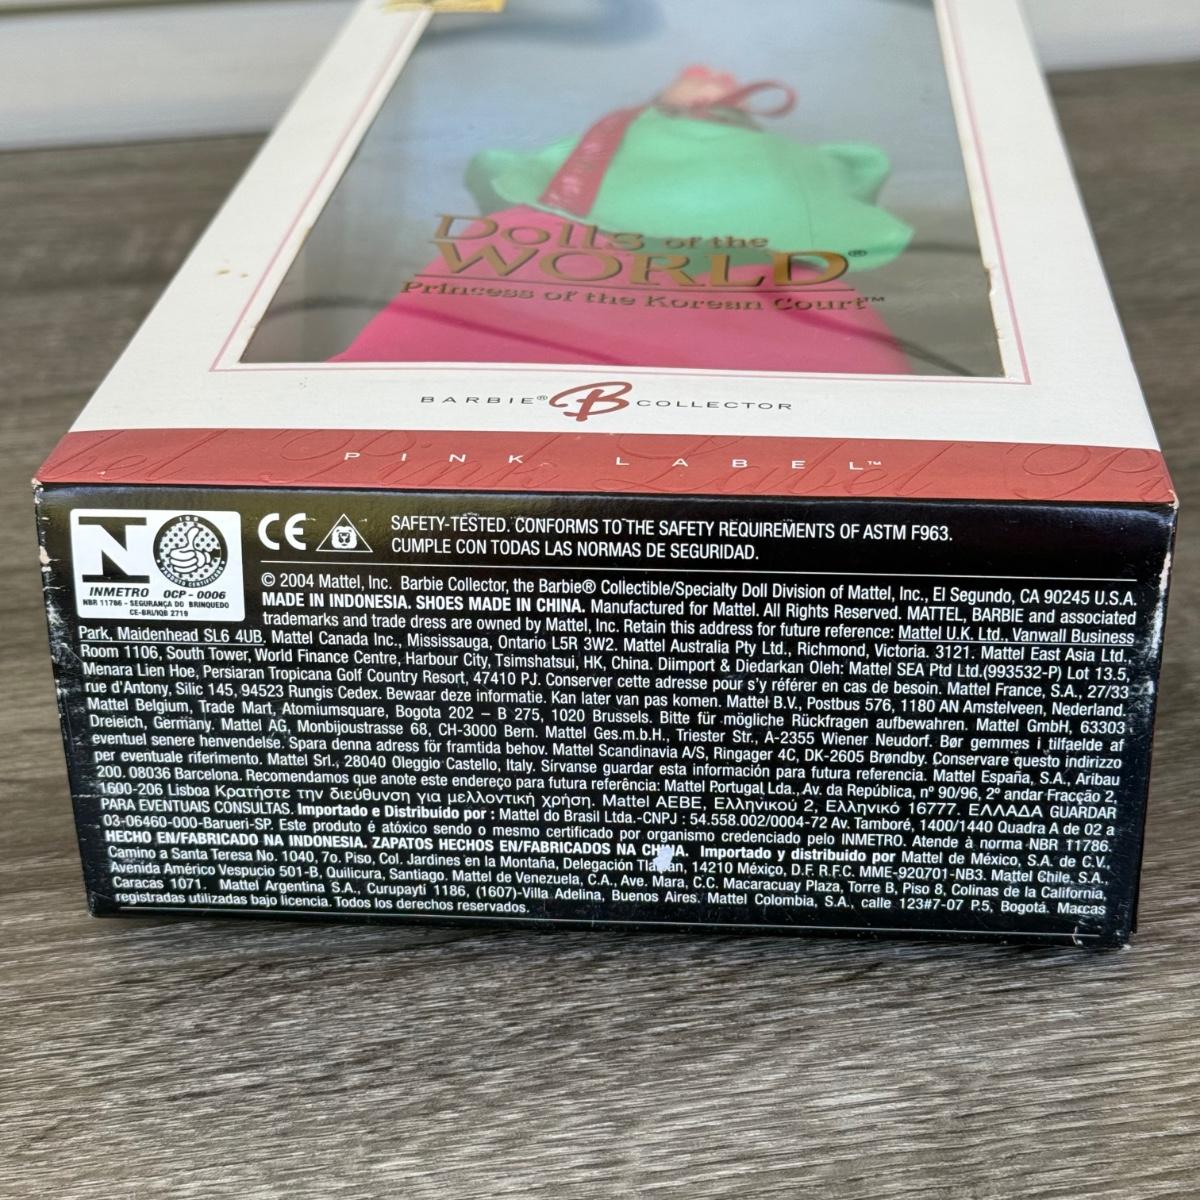 Dolls of the
WORLD®
Princess of the Korean Court™
BARBIE® B COLLECTOR
PINK LABEL™
N
INMETRO OCP - 0006
NBR 11786 - SEGURANÇA DO BRINQUEDO
CE-BRI/IQB 2719
CE
SAFETY-TESTED. CONFORMS TO THE SAFETY REQUIREMENTS OF ASTM F963.
CUMPLE CON TODAS LAS NORMAS DE SEGURIDAD.
© 2004 Mattel, Inc. Barbie Collector, the Barbie® Collectible/Specialty Doll Division of Mattel, Inc., El Segundo, CA 90245 U.S.A.
MADE IN INDONESIA. SHOES MADE IN CHINA. Manufactured for Mattel. All Rights Reserved. MATTEL, BARBIE and associated
trademarks and trade dress are owned by Mattel, Inc. Retain this address for future reference: Mattel U.K. Ltd., Vanwall Business
Park, Maidenhead SL6 4UB. Mattel Canada Inc., Mississauga, Ontario L5R 3W2. Mattel Australia Pty Ltd., Richmond, Victoria. 3121. Mattel East Asia Ltd.,
Room 1106, South Tower, World Finance Centre, Harbour City, Tsimshatsui, HK, China. Diimport & Diedarkan Oleh: Mattel SEA Ptd Ltd.(993532-P) Lot 13.5,
Menara Lien Hoe, Persiaran Tropicana Golf Country Resort, 47410 PJ. Conserver cette adresse pour s'y référer en cas de besoin. Mattel France, S.A., 27/33
rue d'Antony, Silic 145, 94523 Rungis Cedex. Bewaar deze informatie. Kan later van pas komen. Mattel B.V., Postbus 576, 1180 AN Amstelveen, Nederland.
Mattel Belgium, Trade Mart, Atomiumsquare, Bogota 202 – B 275, 1020 Brussels. Bitte für mögliche Rückfragen aufbewahren. Mattel GmbH, 63303
Dreieich, Germany. Mattel AG, Monbijoustrasse 68, CH-3000 Bern. Mattel Ges.m.b.H., Triester Str., A-2355 Wiener Neudorf. Bør gemmes i tilfaelde af
eventuel senere henvendelse. Spara denna adress för framtida behov. Mattel Scandinavia A/S, Ringager 4C, DK-2605 Brøndby. Conservare questo indirizzo
per eventuale riferimento. Mattel Srl., 28040 Oleggio Castello, Italy. Sírvanse guardar esta información para futura referencia. Mattel España, S.A., Aribau
200. 08036 Barcelona. Recomendamos que anote este endereço para futura referência: Mattel Portugal Lda., Av. da República, nº 90/96, 2º andar Fracção 2,
1600-206 Lisboa Κρατήστε την διεύθυνση για μελλοντική χρήση. Mattel AEBE, Ελληνικού 2, Ελληνικό 16777. ΕΛΛΑΔΑ GUARDAR
PARA EVENTUAIS CONSULTAS. Importado e Distribuido por : Mattel do Brasil Ltda.-CNPJ : 54.558.002/0004-72 Av. Tamboré, 1400/1440 Quadra A de 02 a
03-06460-000-Barueri-SP. Este produto é atóxico sendo o mesmo certificado por organismo credenciado pelo INMETRO. Atende à norma NBR 11786.
HECHO EN/FABRICADO NA INDONESIA. ZAPATOS HECHOS EN/FABRICADOS NA CHINA. Importado y distribuido por Mattel de México, S.A. de C.V.,
Camino a Santa Teresa No. 1040, 7o. Piso, Col. Jardines en la Montaña, Delegación Tlalpan, 14210 México, D.F. R.F.C. MME-920701-NB3. Mattel Chile, S.A.,
Avenida Américo Vespucio 501-B, Quilicura, Santiago. Mattel de Venezuela, C.A., Ave. Mara, C.C. Macaracuay Plaza, Torre B, Piso 8, Colinas de la California,
Caracas 1071. Mattel Argentina S.A., Curupaytí 1186, (1607)-Villa Adelina, Buenos Aires. Mattel Colombia, S.A., calle 123#7-07 P.5, Bogotá. Marcas
registradas utilizadas bajo licencia. Todos los derechos reservados.